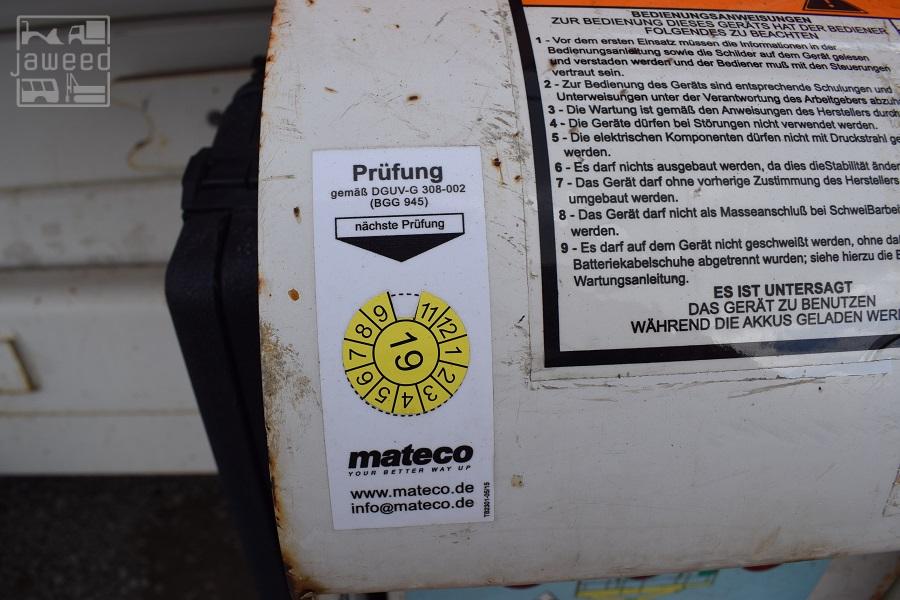 jaweed
BEDIENUNGSANWEISUNGEN
ZUR BEDIENUNG DIESES GERÄTS HAT DER BEDIENER
FOLGENDES ZU BEACHTEN
1 - Vor dem ersten Einsatz müssen die Informationen in der
Bedienungsanleitung sowie die Schilder auf dem Gerät gelesen
und verstaden werden und der Bediener muß mit den Steuerungen
vertraut sein.
2 - Zur Bedienung des Geräts sind entsprechende Schulungen und
Unterweisungen unter der Verantwortung des Arbeitgebers
3 - Die Wartung ist gemäß den Anweisungen des Herstellers
4 - Die Geräte dürfen bei Störungen nicht verwendet werden.
5 - Die elektrischen Komponenten dürfen nicht mit Druckstrahl
werden.
6 - Es darf nichts ausgebaut werden, da dies dieStabilität
7 - Das Gerät darf ohne vorherige Zustimmung des Herstellers
umgebaut werden.
8 - Das Gerät darf nicht als Masseanschluß bei
werden.
9 - Es darf auf dem Gerät nicht geschweißt werden, ohne
Batteriekabelschuhe abgetrennt wurden; siehe hierzu die
Wartungsanleitung.
ES IST UNTERSAGT
DAS GERÄT ZU BENUTZEN
WÄHREND DIE AKKUS GELADEN
Prüfung
gemäß DGUV-G 308-002
(BGG 945)
nächste Prüfung
11 12 1 2 3 4 5 6 7 8 9
19
mateco
YOUR BETTER WAY UP
www.mateco.de
info@mateco.de
T82301-05/15